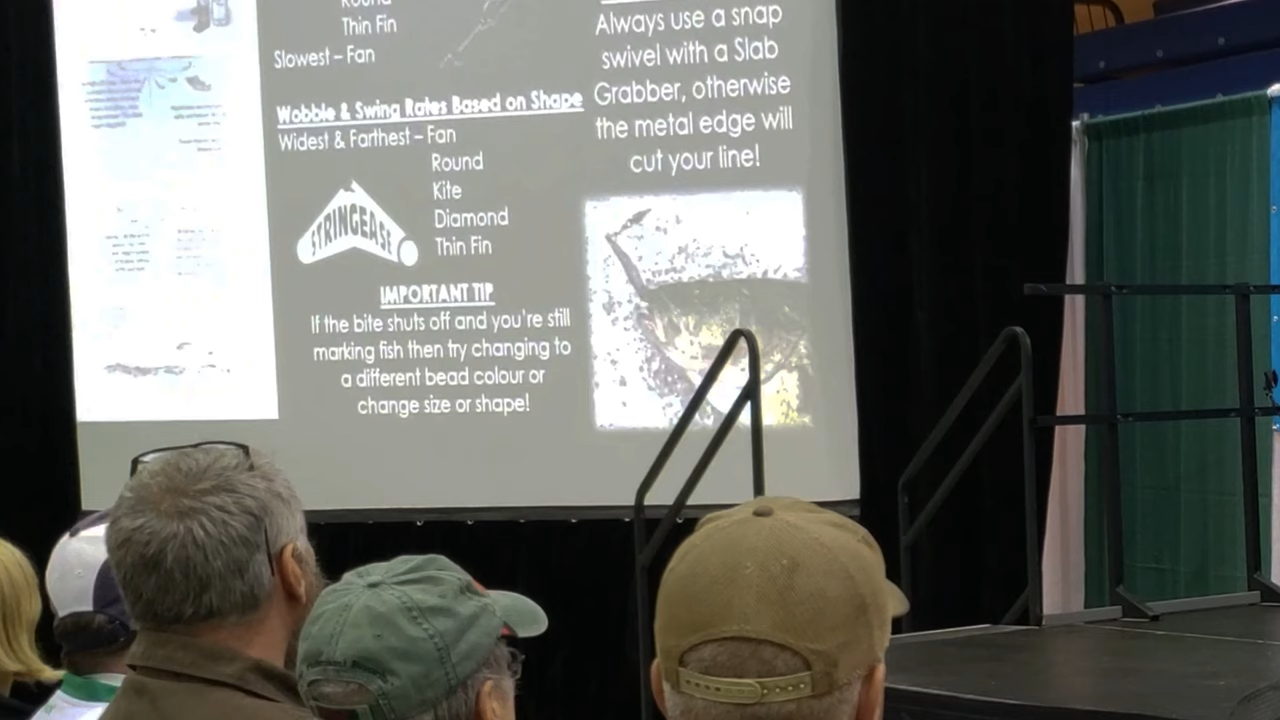 Round
Thin Fin
Slowest – Fan
Wobble & Swing Rates Based on Shape
Widest & Farthest – Fan
Round
Kite
Diamond
Thin Fin
STRINGEASE
IMPORTANT TIP
If the bite shuts off and you're still
marking fish then try changing to
a different bead colour or
change size or shape!
Always use a snap
swivel with a Slab
Grabber, otherwise
the metal edge will
cut your line!